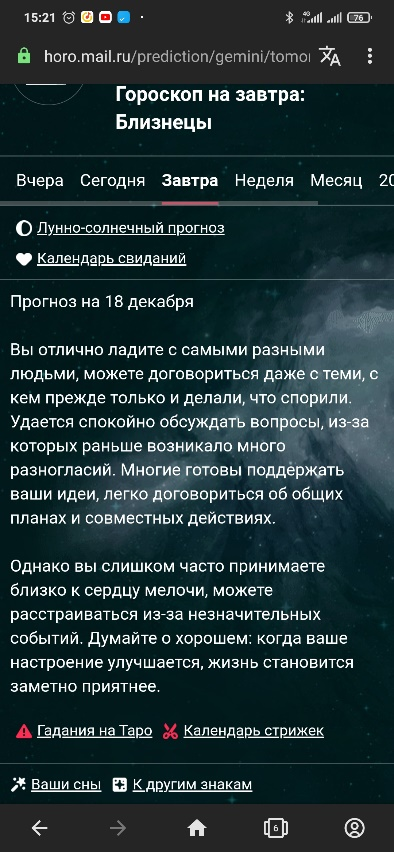 15:21
4G
76
horo.mail.ru/prediction/gemini/tomo
Гороскоп на завтра:
Близнецы
Вчера Сегодня Завтра Неделя Месяц 20
Лунно-солнечный прогноз
Календарь свиданий
Прогноз на 18 декабря
Вы отлично ладите с самыми разными
людьми, можете договориться даже с теми, с
кем прежде только и делали, что спорили.
Удается спокойно обсуждать вопросы, из-за
которых раньше возникало много
разногласий. Многие готовы поддержать
ваши идеи, легко договориться об общих
планах и совместных действиях.
Однако вы слишком часто принимаете
близко к сердцу мелочи, можете
расстраиваться из-за незначительных
событий. Думайте о хорошем: когда ваше
настроение улучшается, жизнь становится
заметно приятнее.
Гадания на Таро Календарь стрижек
Ваши сны К другим знакам
6